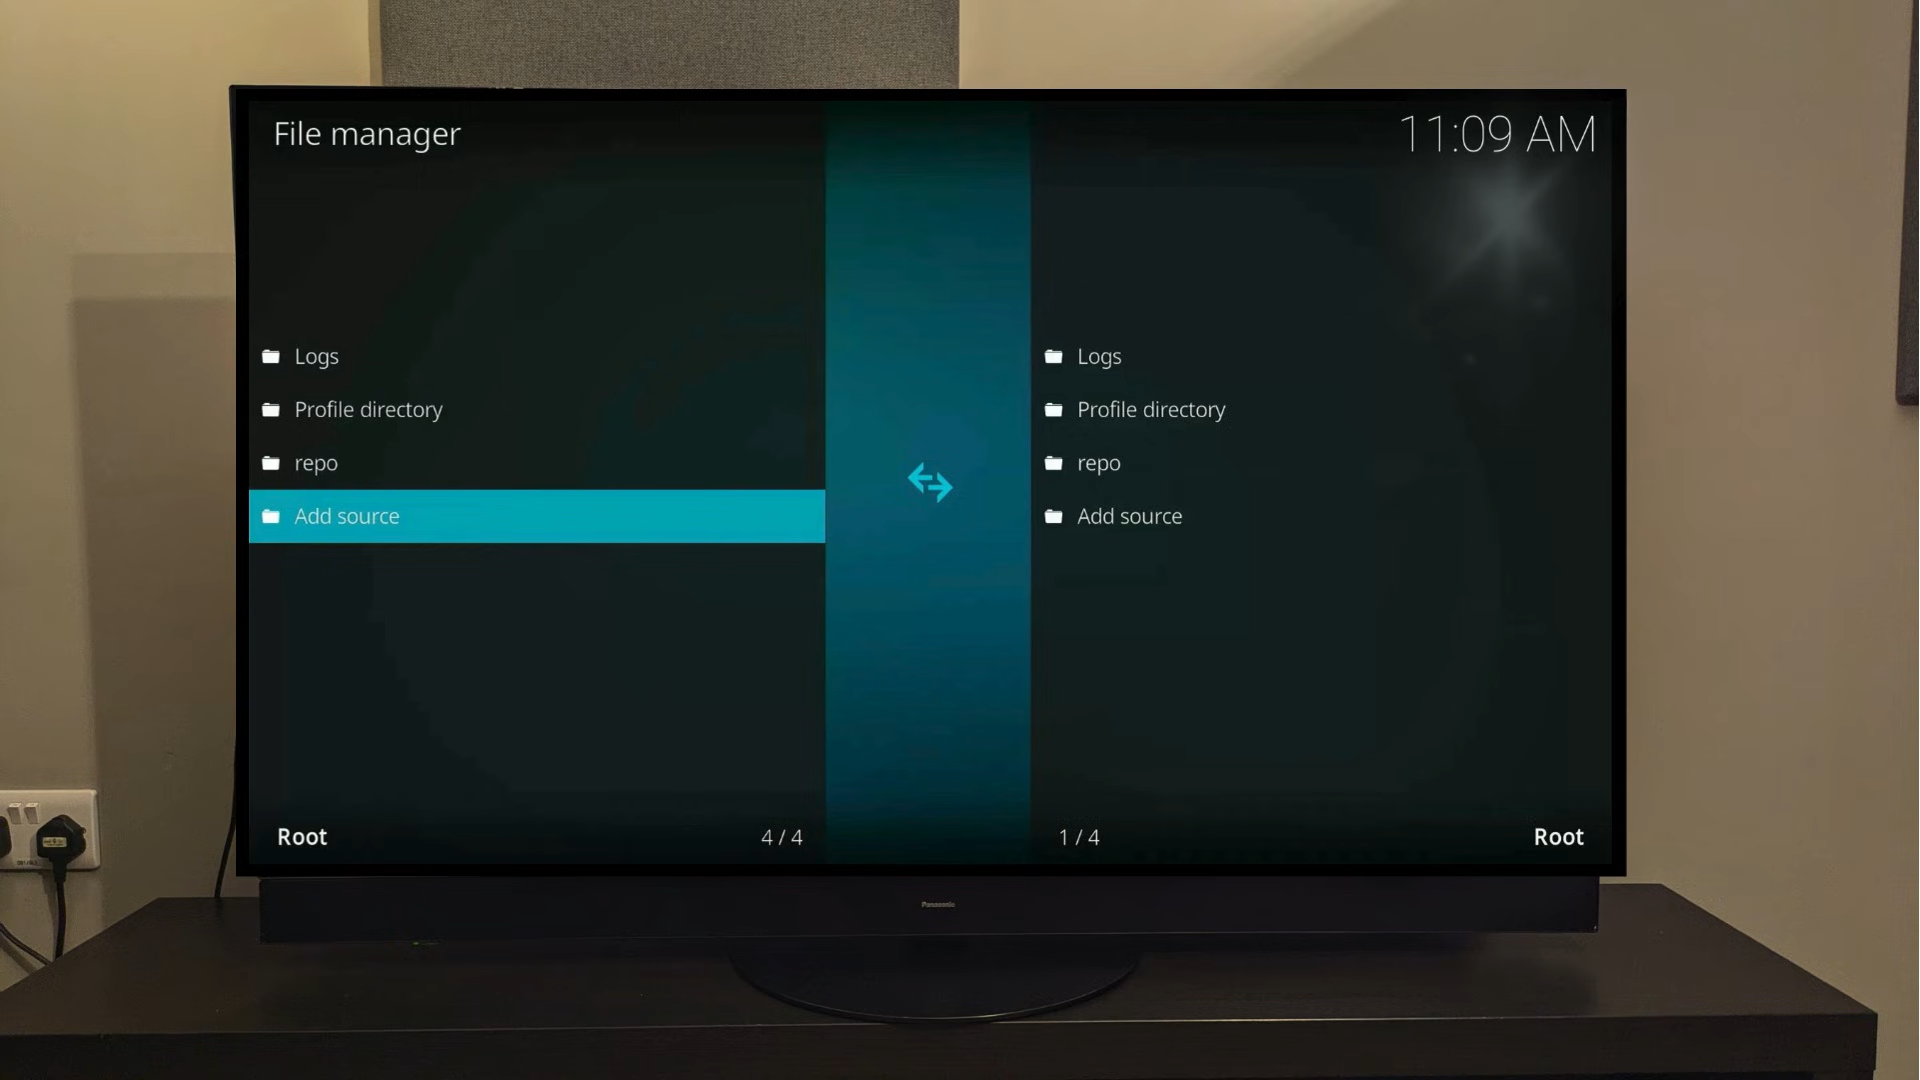 File manager
11:09 AM
Logs
Profile directory
repo
Add source
Logs
Profile directory
repo
Add source
Root
4 / 4
1 / 4
Root
Panasonic